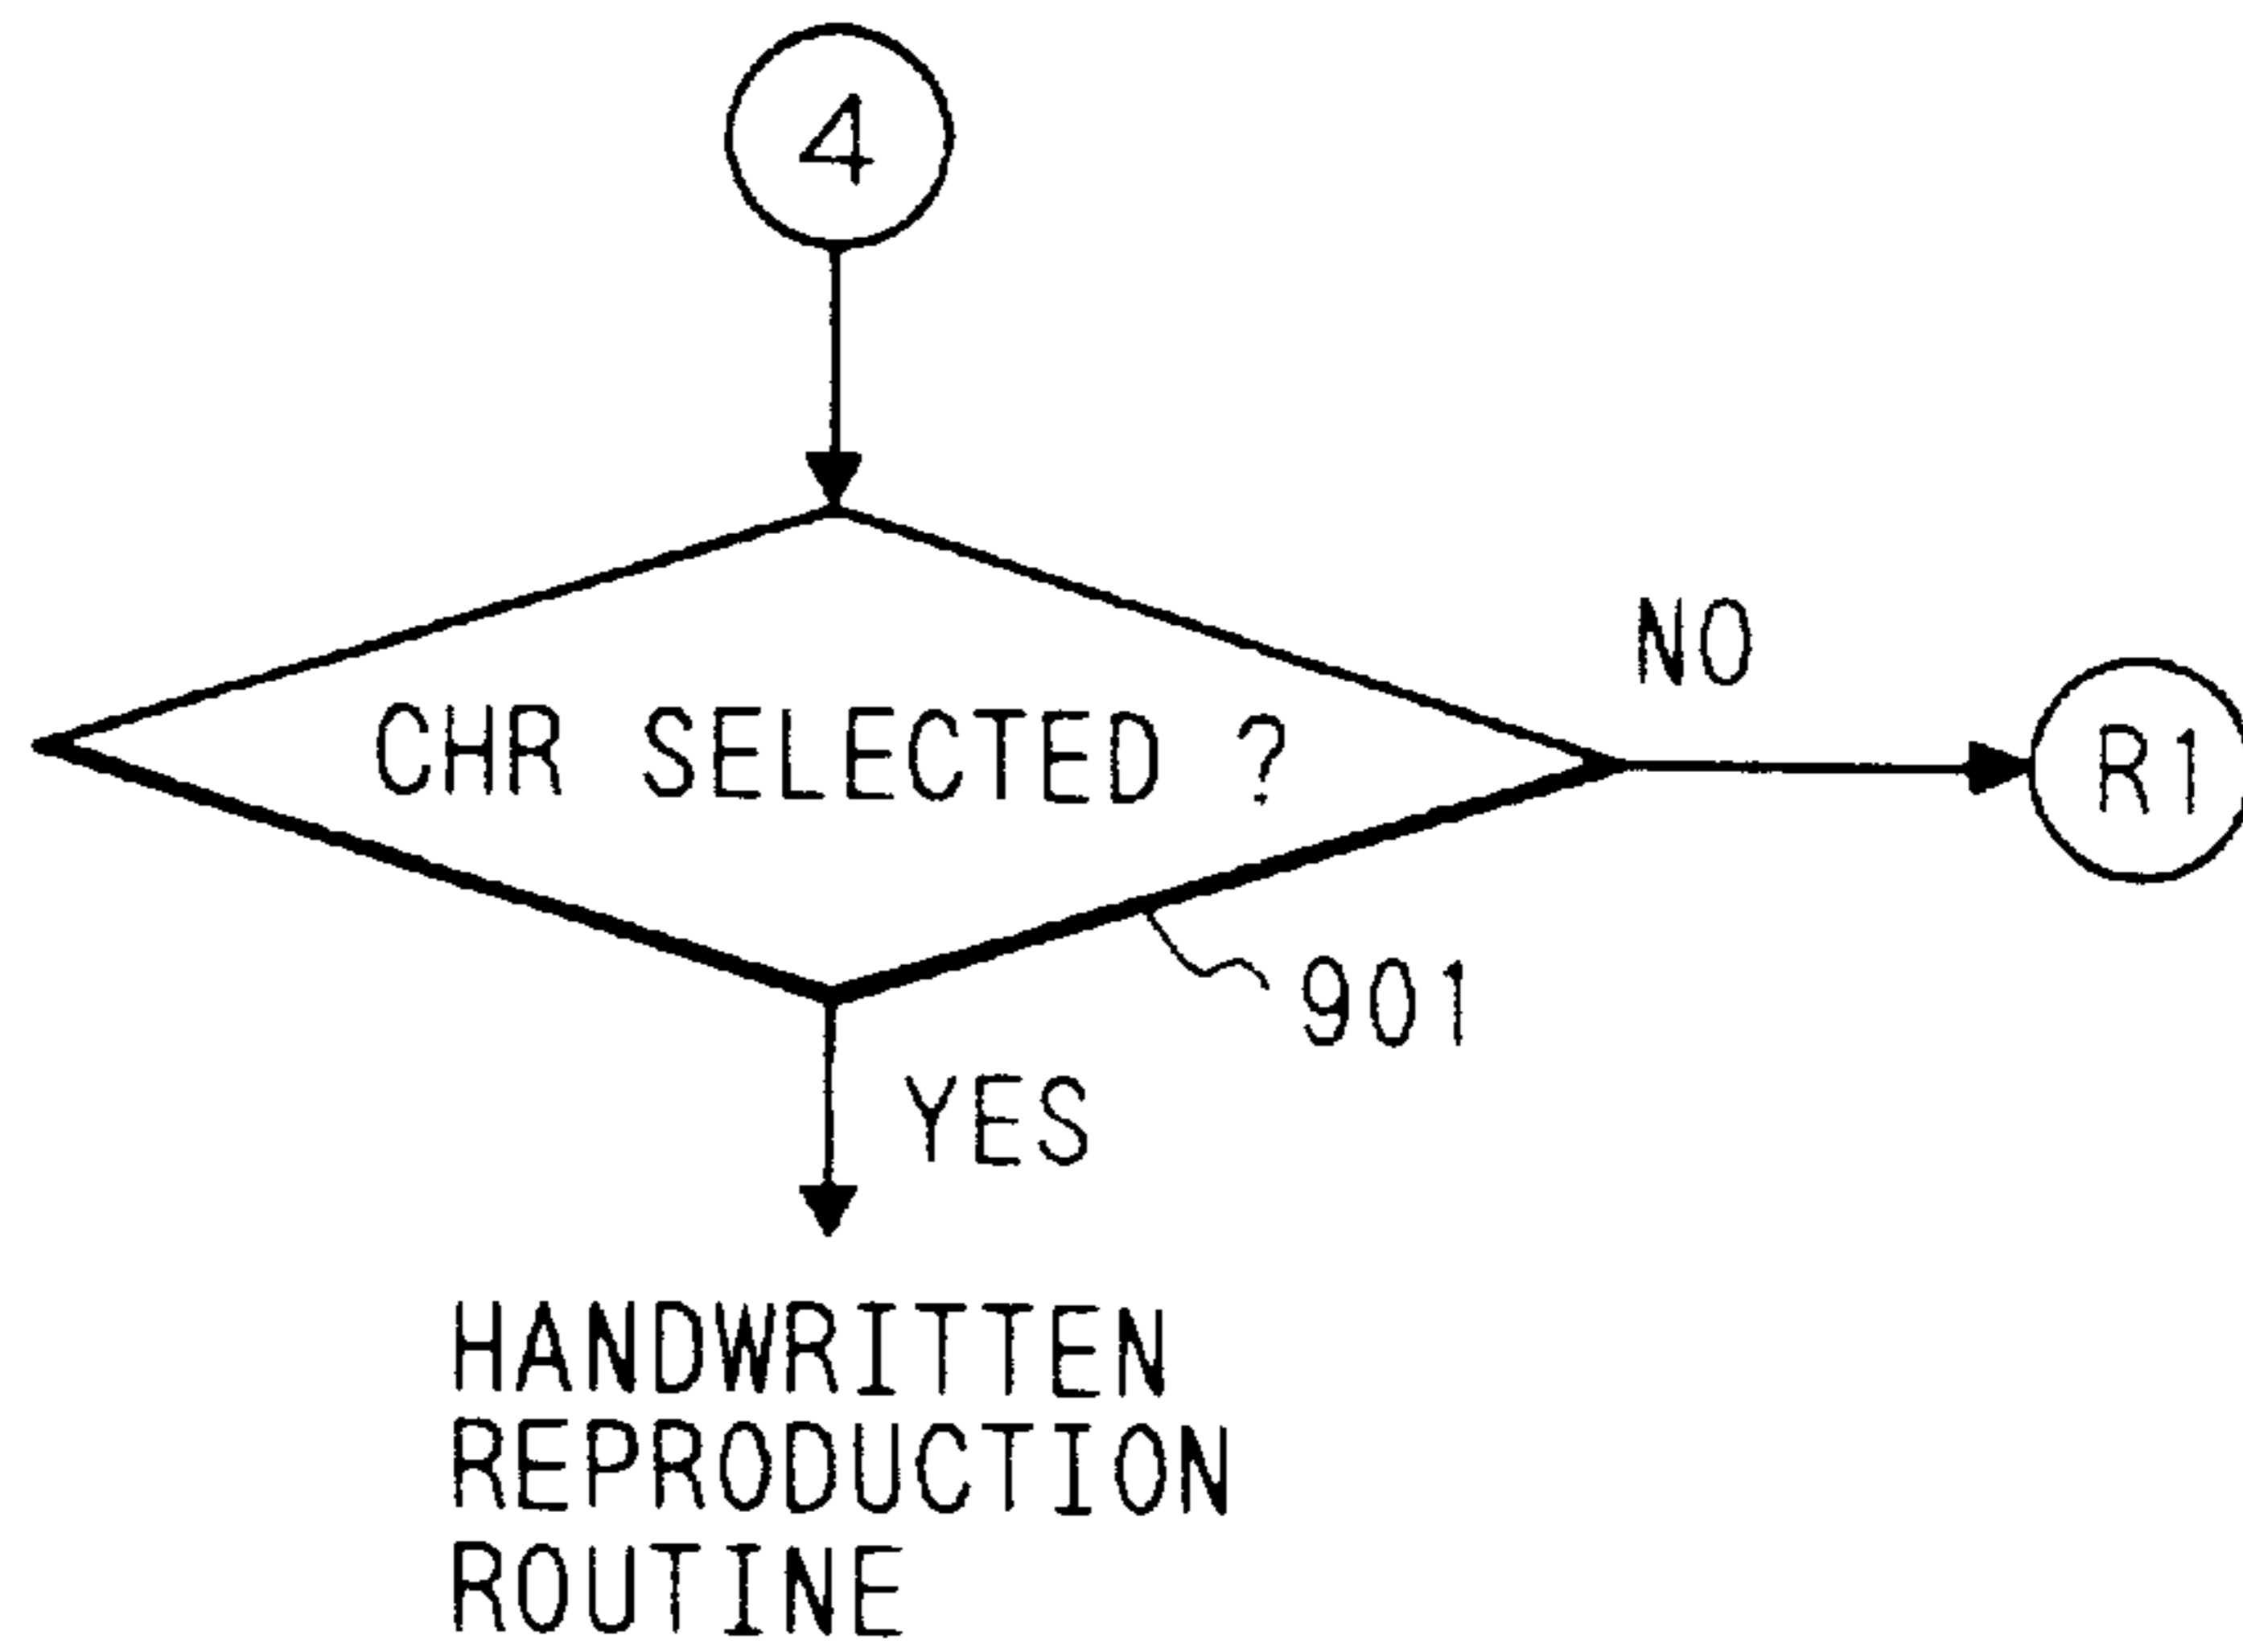 4
NO
CHR SELECTED ?
R1
901
YES
HANDWRITTEN
REPRODUCTION
ROUTINE